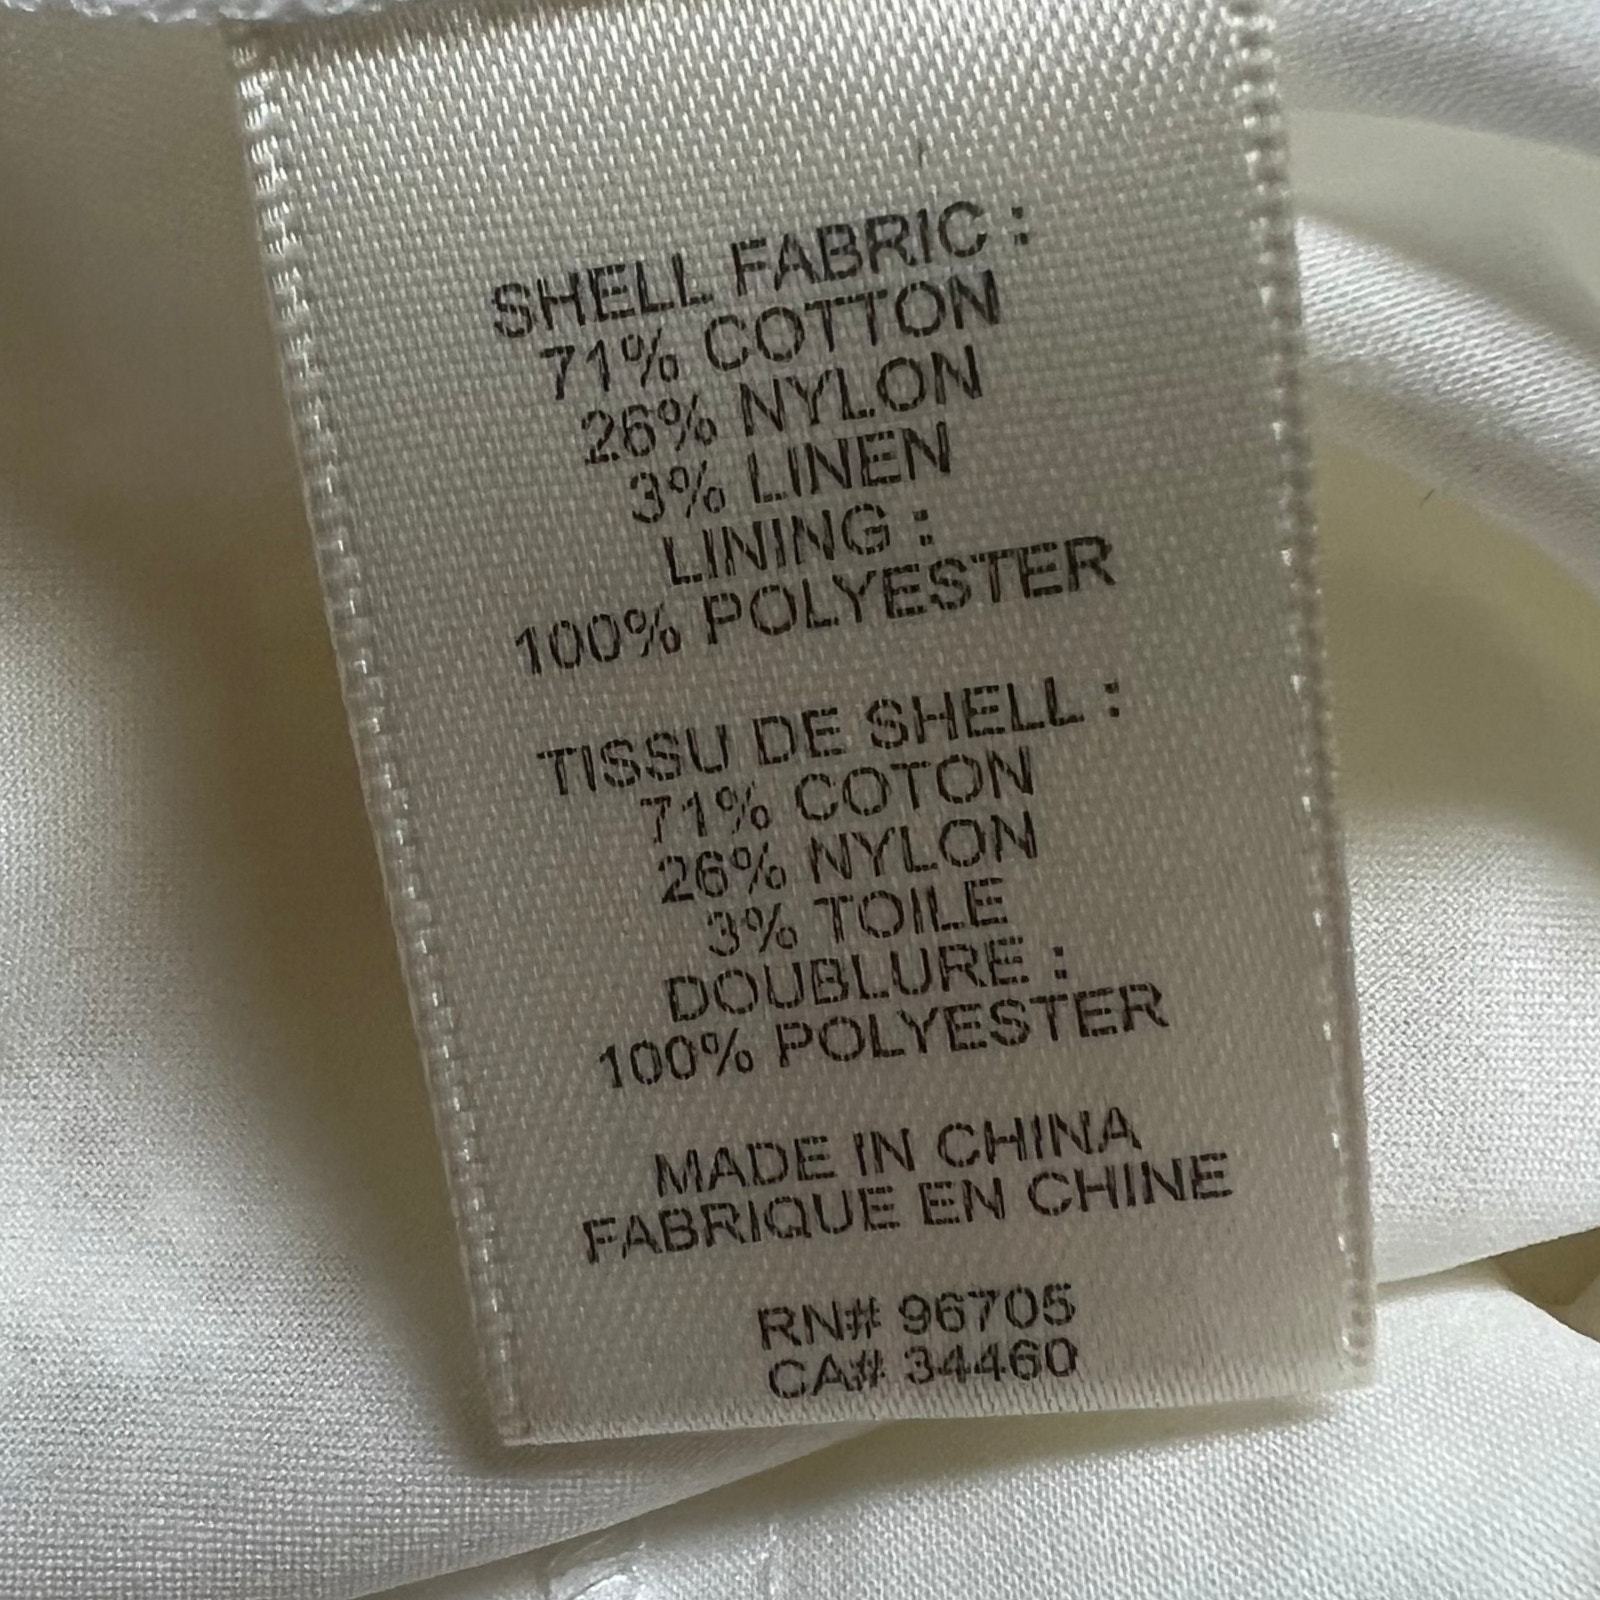 SHELL FABRIC :
71% COTTON
26% NYLON
3% LINEN
LINING :
100% POLYESTER
TISSU DE SHELL :
71% COTON
26% NYLON
3% TOILE
DOUBLURE :
100% POLYESTER
MADE IN CHINA
FABRIQUE EN CHINE
RN# 96705
CA# 34460